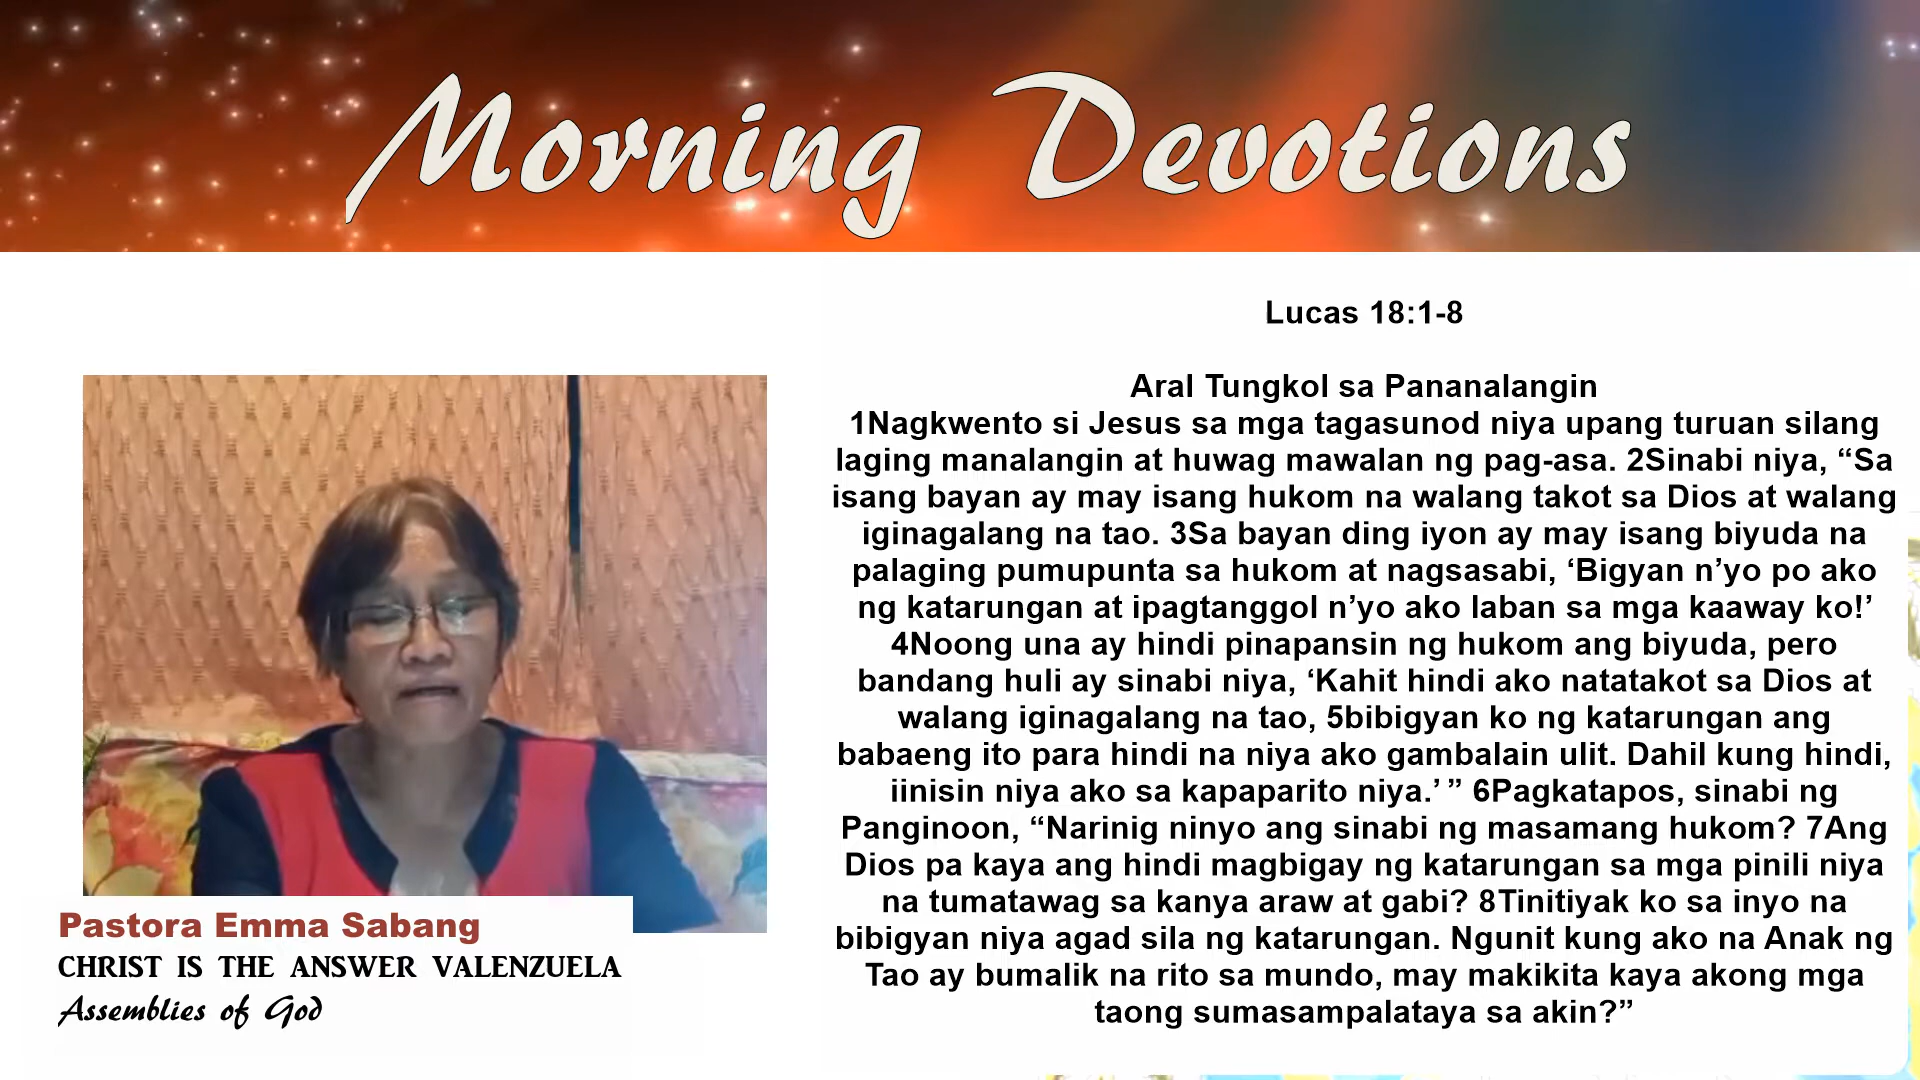 Morning Devotions
Lucas 18:1-8
Aral Tungkol sa Pananalangin
1Nagkwento si Jesus sa mga tagasunod niya upang turuan silang
laging manalangin at huwag mawalan ng pag-asa. 2Sinabi niya, “Sa
isang bayan ay may isang hukom na walang takot sa Dios at walang
iginagalang na tao. 3Sa bayan ding iyon ay may isang biyuda na
palaging pumupunta sa hukom at nagsasabi, ‘Bigyan n’yo po ako
ng katarungan at ipagtanggol n’yo ako laban sa mga kaaway ko!’
4Noong una ay hindi pinapansin ng hukom ang biyuda, pero
bandang huli ay sinabi niya, ‘Kahit hindi ako natatakot sa Dios at
walang iginagalang na tao, 5bibigyan ko ng katarungan ang
babaeng ito para hindi na niya ako gambalain ulit. Dahil kung hindi,
iinisin niya ako sa kapaparito niya.’ ” 6Pagkatapos, sinabi ng
Panginoon, “Narinig ninyo ang sinabi ng masamang hukom? 7Ang
Dios pa kaya ang hindi magbigay ng katarungan sa mga pinili niya
na tumatawag sa kanya araw at gabi? 8Tinitiyak ko sa inyo na
bibigyan niya agad sila ng katarungan. Ngunit kung ako na Anak ng
Tao ay bumalik na rito sa mundo, may makikita kaya akong mga
taong sumasampalataya sa akin?”
Pastora Emma Sabang
CHRIST IS THE ANSWER VALENZUELA
Assemblies of God